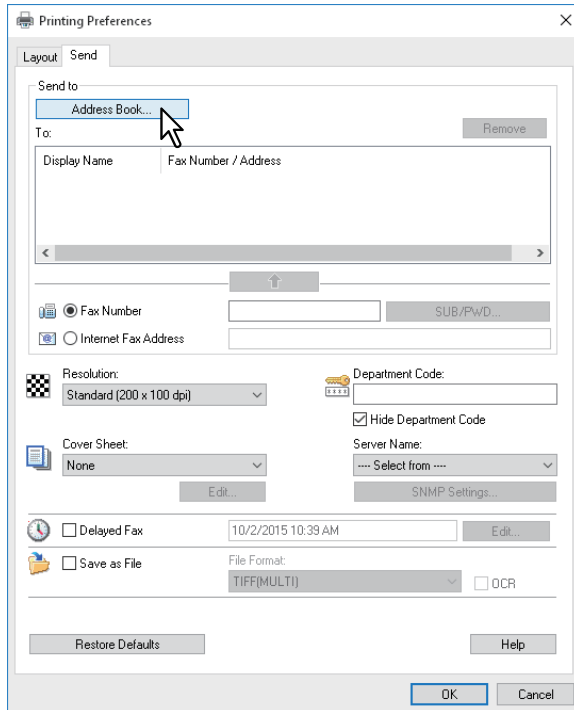 Printing Preferences
Layout Send
Send to
Address Book...
To:
Remove
Display Name Fax Number / Address
Fax Number
SUB/PWD...
Internet Fax Address
Resolution:
Standard (200 x 100 dpi)
Department Code:
Hide Department Code
Cover Sheet:
None
Edit...
Server Name:
---- Select from ----
SNMP Settings...
Delayed Fax 10/2/2015 10:39 AM Edit...
Save as File
File Format:
TIFF(MULTI)
OCR
Restore Defaults Help
OK Cancel